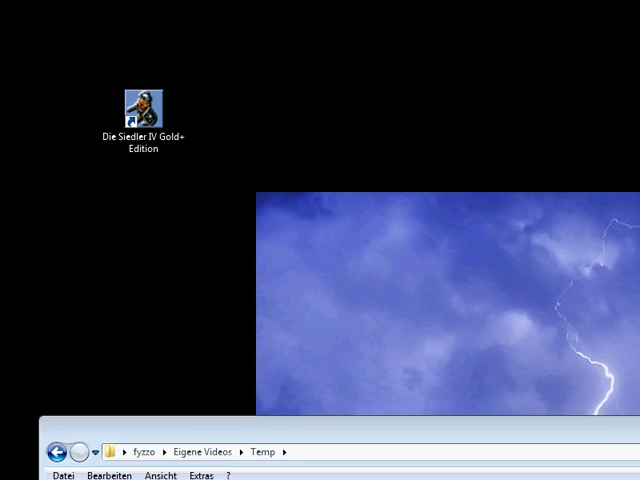 Die Siedler IV Gold+
Edition
fyzzo Eigene Videos Temp
Datei Bearbeiten Ansicht Extras ?